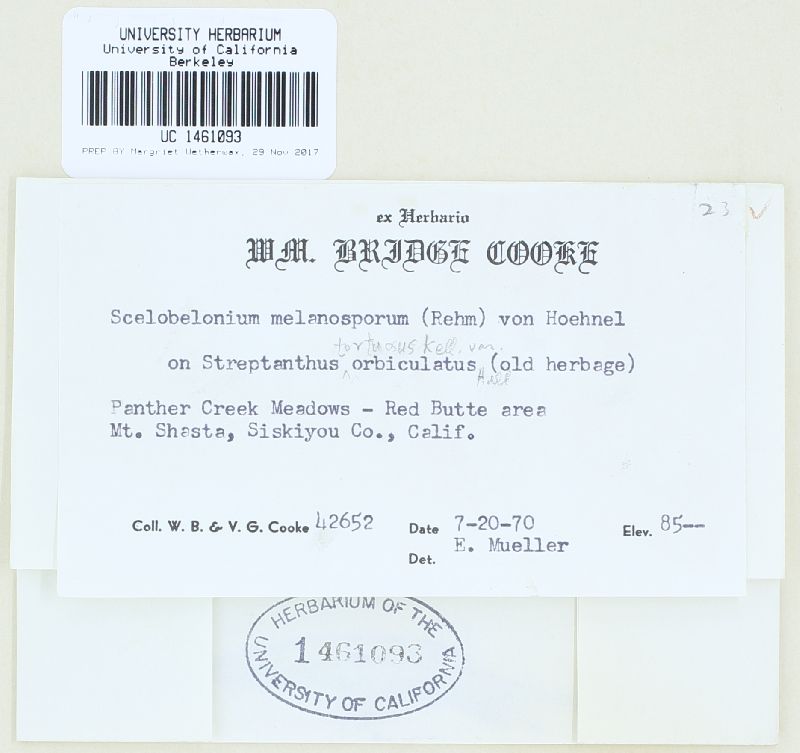 UNIVERSITY HERBARIUM
University of California
Berkeley
UC 1461093
PREP BY Margriet Wetherwax, 29 Nov 2017
23 ✓
ex Herbario
WM. BRIDGE COOKE
Scelobelonium melanosporum (Rehm) von Hoehnel
tortuosus Kell. var.
on Streptanthus ^ orbiculatus (old herbage)
Hall
Panther Creek Meadows - Red Butte area
Mt. Shasta, Siskiyou Co., Calif.
Coll. W. B. & V. G. Cooke 42652 Date 7-20-70 Elev. 85--
Det. E. Mueller
HERBARIUM OF THE
1461093
UNIVERSITY OF CALIFORNIA